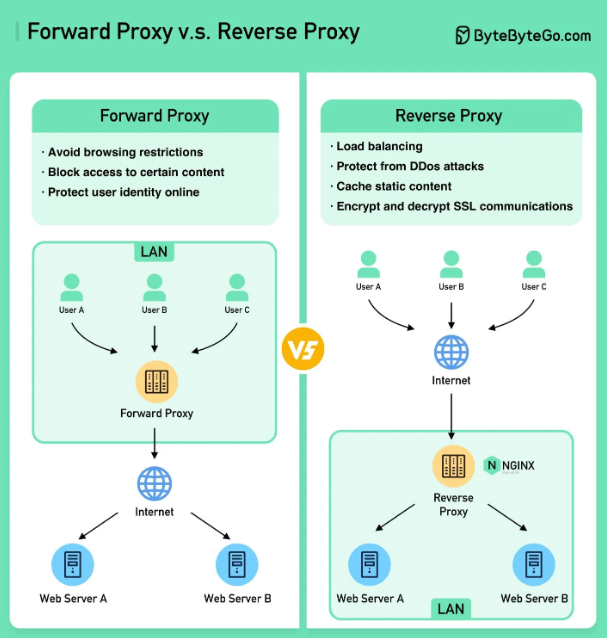 Forward Proxy v.s. Reverse Proxy
ByteByteGo.com
Forward Proxy
· Avoid browsing restrictions
· Block access to certain content
· Protect user identity online
LAN
User A
User B
User C
Forward Proxy
Internet
Web Server A
Web Server B
VS
Reverse Proxy
· Load balancing
· Protect from DDos attacks
· Cache static content
· Encrypt and decrypt SSL communications
User A
User B
User C
Internet
N NGINX
Reverse
Proxy
Web Server A
Web Server B
LAN